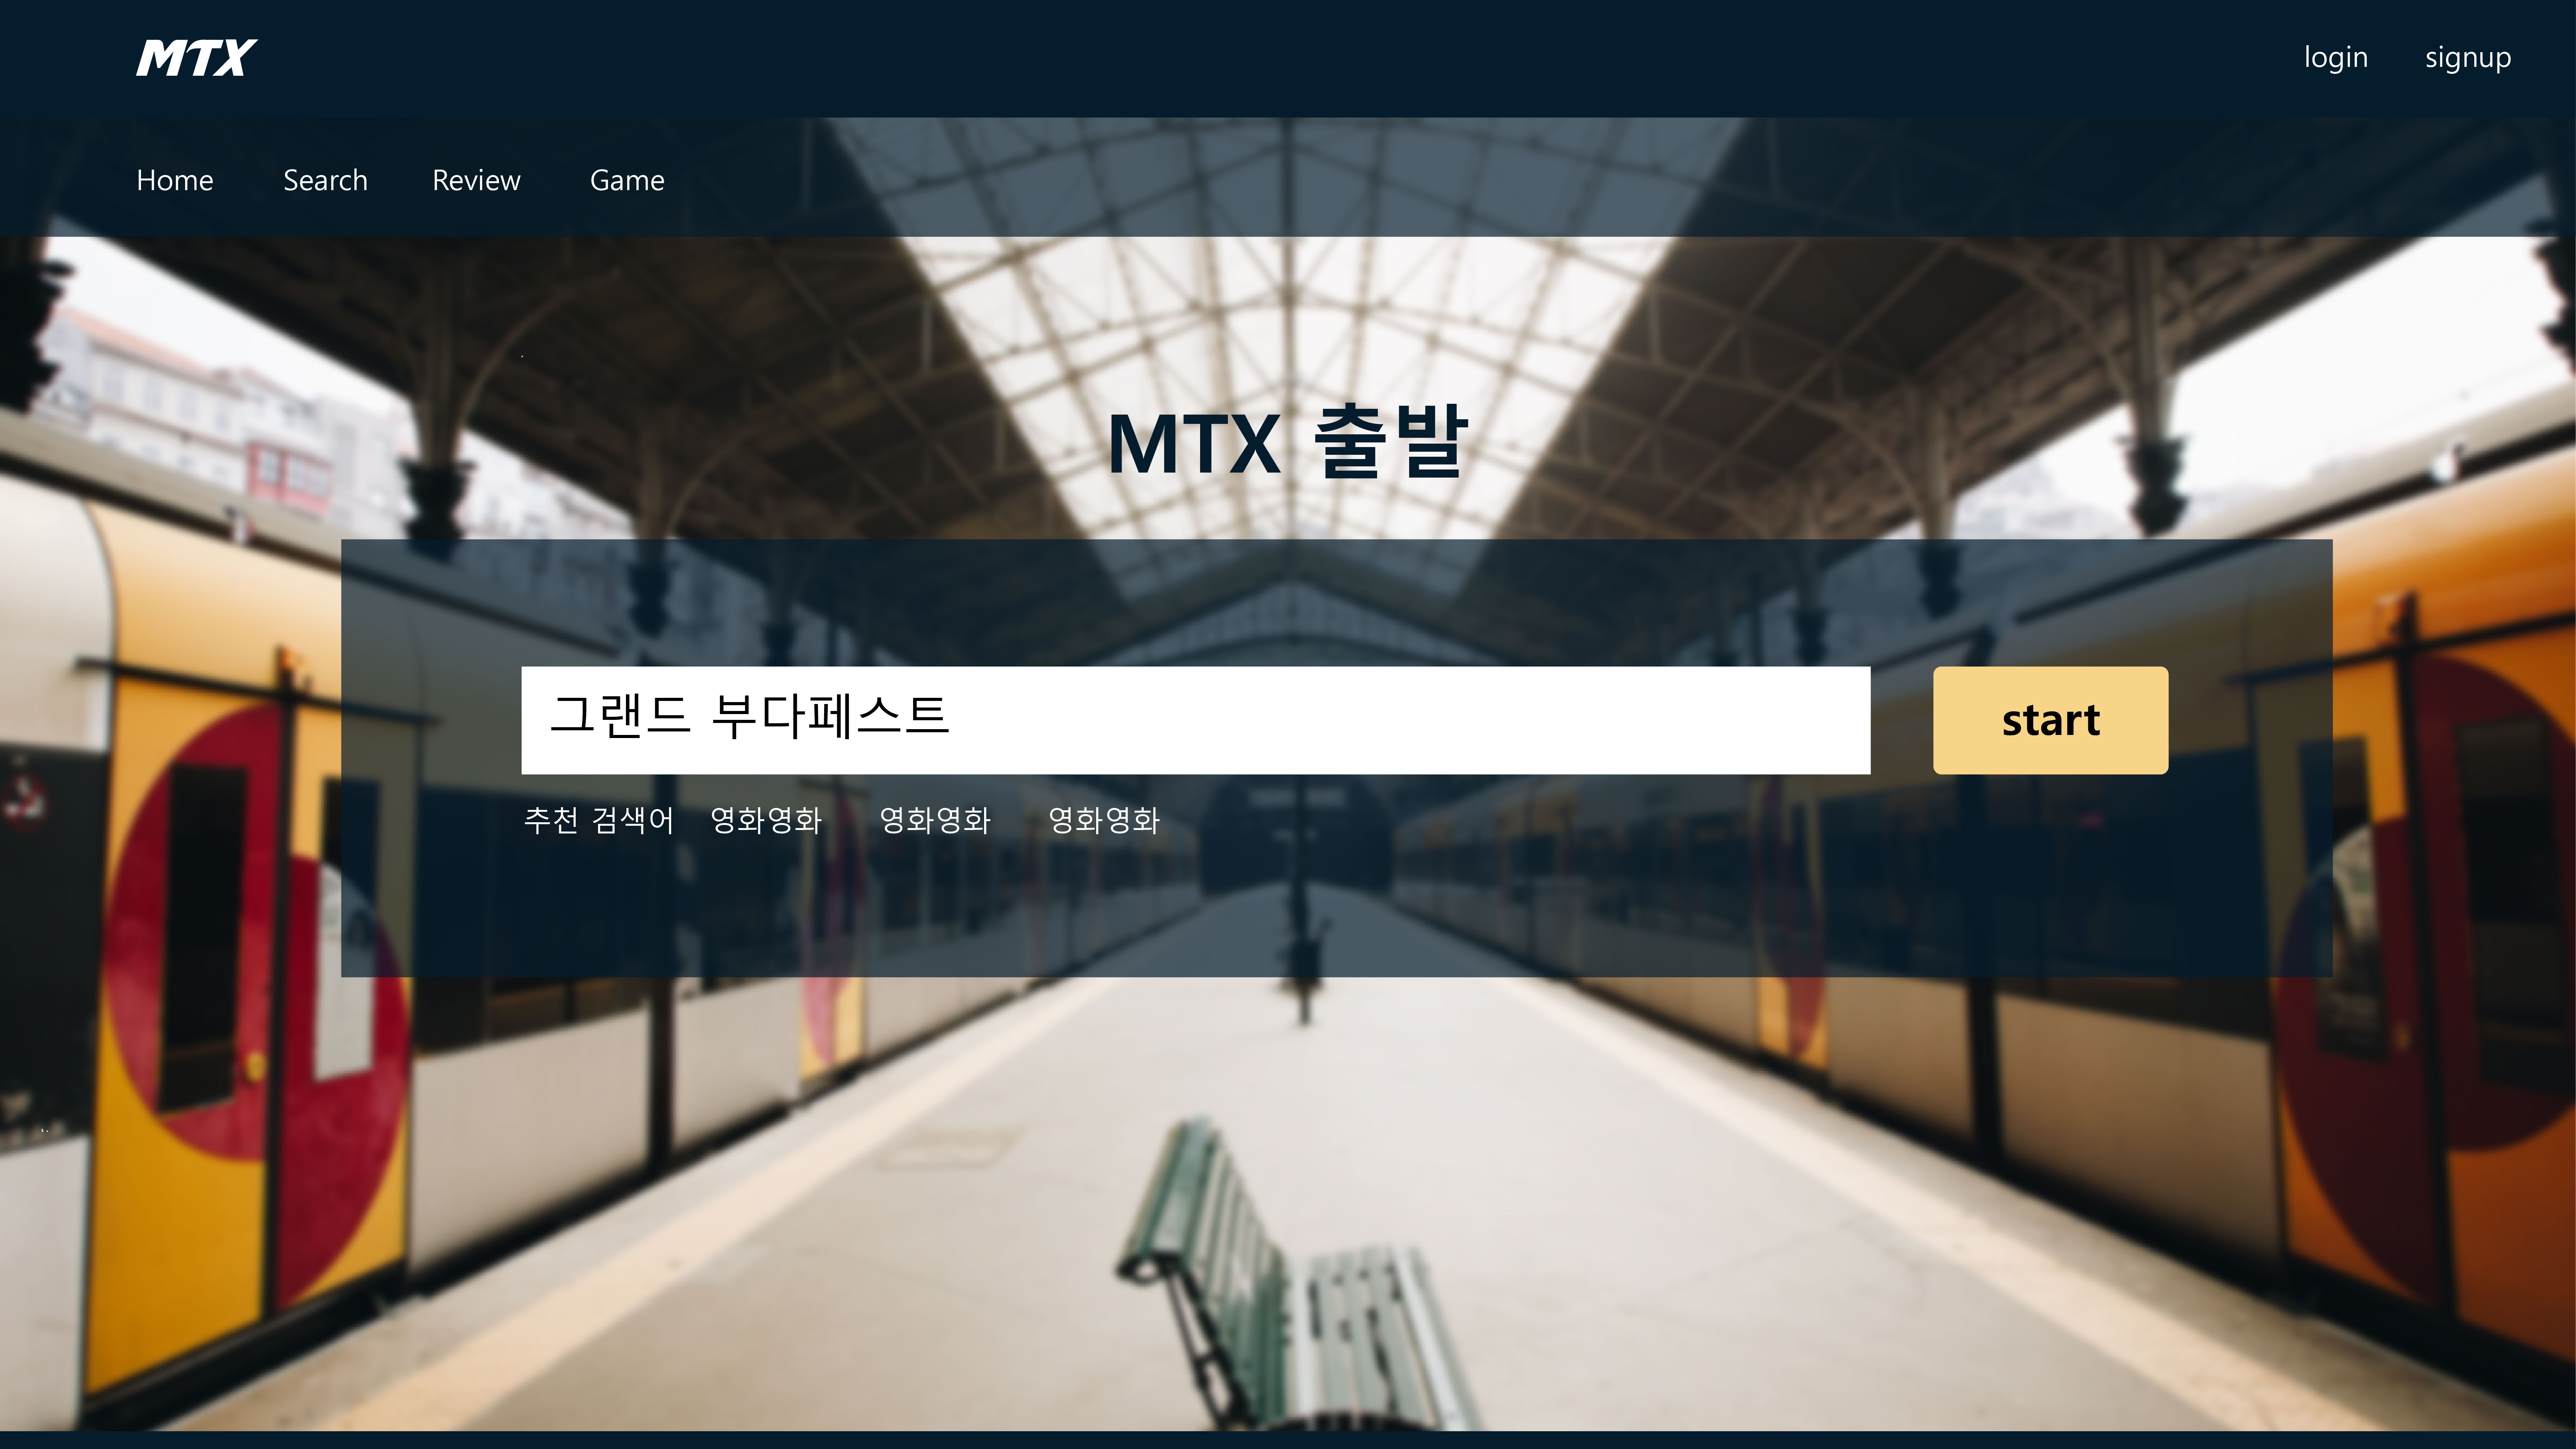 MTX
login signup
Home Search Review Game
MTX 출발
그랜드 부다페스트
start
추천 검색어 영화영화 영화영화 영화영화